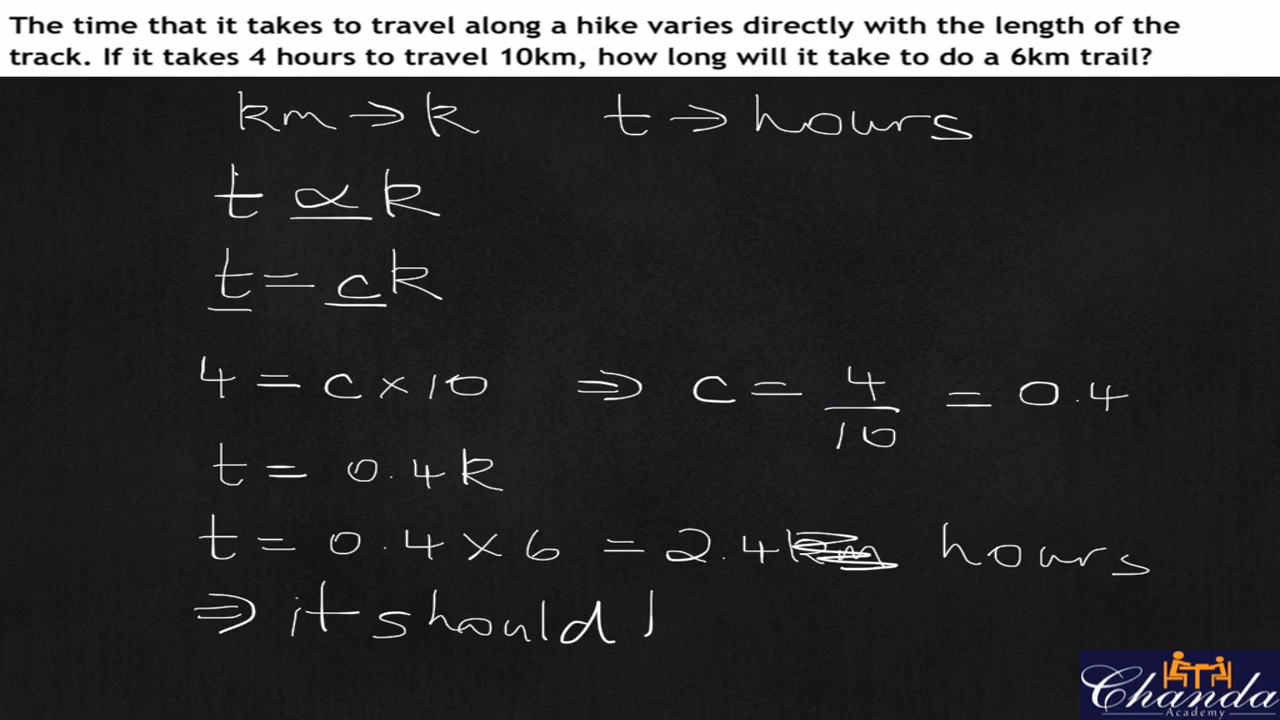 The time that it takes to travel along a hike varies directly with the length of the
track. If it takes 4 hours to travel 10km, how long will it take to do a 6km trail?
km → k t → hours
t ∝ k
t = ck
4 = c × 10 ⇒ c = 4/10 = 0.4
t = 0.4k
t = 0.4 × 6 = 2.4 km hours
⇒ it should
Chanda
Academy